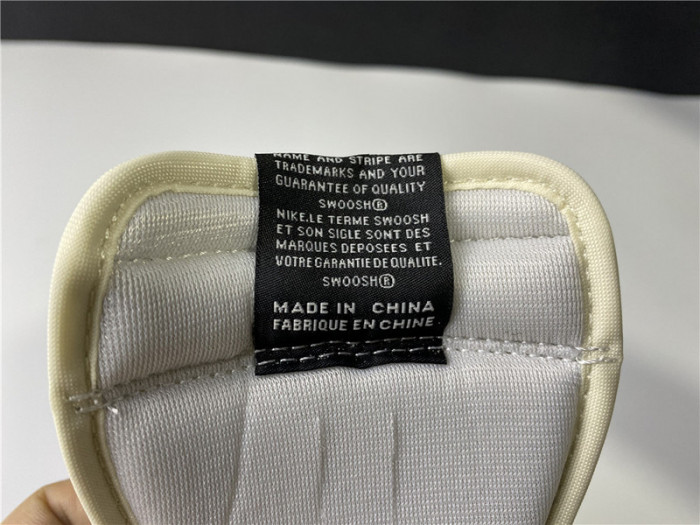 NAME AND STRIPE ARE
TRADEMARKS AND YOUR
GUARANTEE OF QUALITY
SWOOSH®
NIKE.LE TERME SWOOSH
ET SON SIGLE SONT DES
MARQUES DEPOSEES ET
VOTRE GARANTIE DE QUALITE.
SWOOSH®
MADE IN CHINA
FABRIQUE EN CHINE.